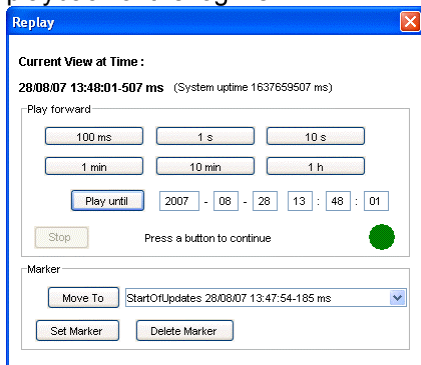 Replay
Current View at Time :
28/08/07 13:48:01-507 ms (System uptime 1637659507 ms)
Play forward
100 ms 1 s 10 s
1 min 10 min 1 h
Play until 2007 - 08 - 28 13 : 48 : 01
Stop Press a button to continue
Marker
Move To StartOfUpdates 28/08/07 13:47:54-185 ms
Set Marker Delete Marker